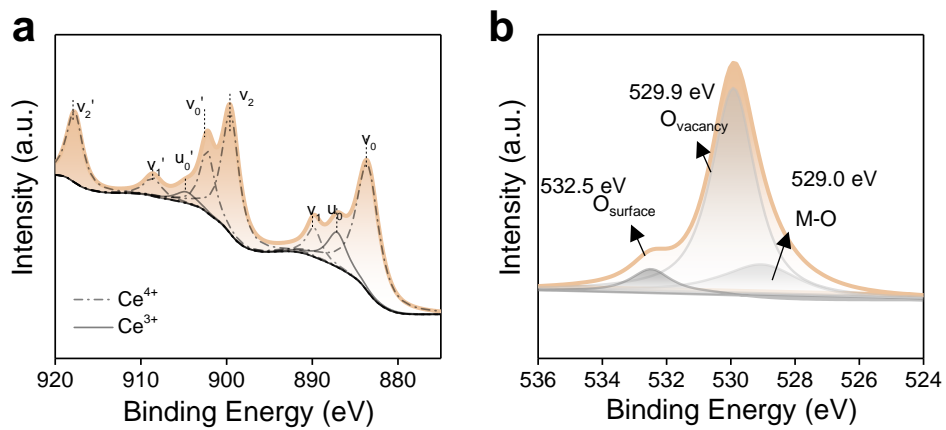 a
Intensity (a.u.)
v2'
v1'
u0'
v0'
v2
v1
u0
v0
Ce4+
Ce3+
920 910 900 890 880
Binding Energy (eV)
b
Intensity (a.u.)
529.9 eV
Ovacancy
532.5 eV
Osurface
529.0 eV
M-O
536 534 532 530 528 526 524
Binding Energy (eV)